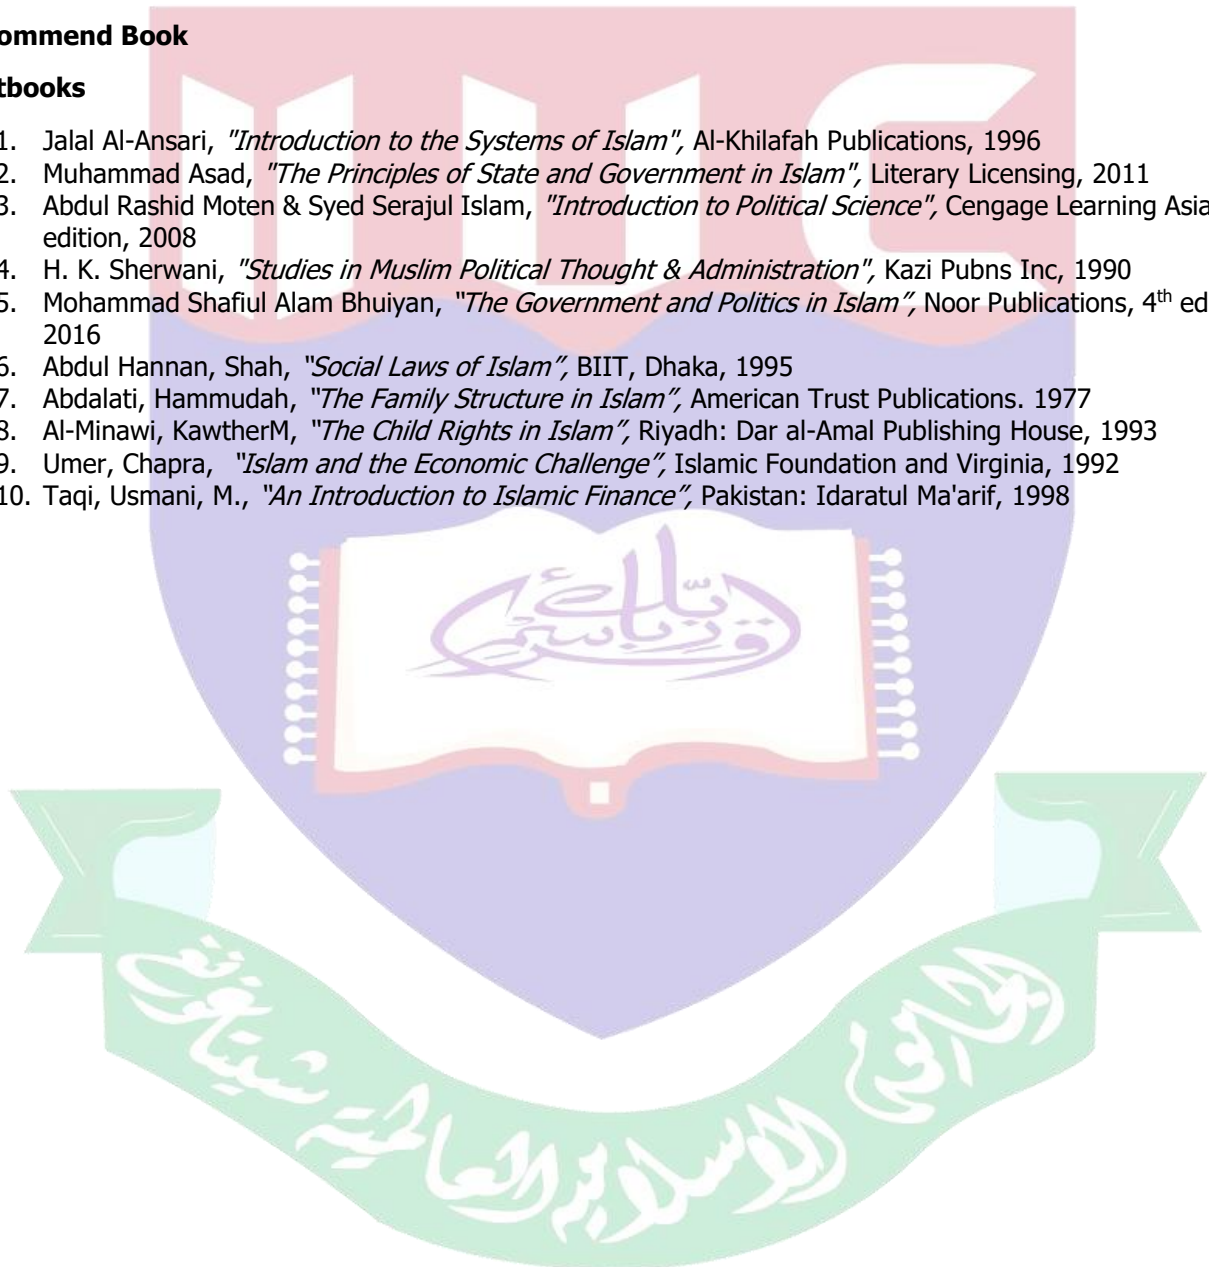 ommend Book
tbooks
1. Jalal Al-Ansari, "Introduction to the Systems of Islam", Al-Khilafah Publications, 1996
2. Muhammad Asad, "The Principles of State and Government in Islam", Literary Licensing, 2011
3. Abdul Rashid Moten & Syed Serajul Islam, "Introduction to Political Science", Cengage Learning Asia
edition, 2008
4. H. K. Sherwani, "Studies in Muslim Political Thought & Administration", Kazi Pubns Inc, 1990
5. Mohammad Shafiul Alam Bhuiyan, "The Government and Politics in Islam", Noor Publications, 4th ed
2016
6. Abdul Hannan, Shah, "Social Laws of Islam", BIIT, Dhaka, 1995
7. Abdalati, Hammudah, "The Family Structure in Islam", American Trust Publications. 1977
8. Al-Minawi, KawtherM, "The Child Rights in Islam", Riyadh: Dar al-Amal Publishing House, 1993
9. Umer, Chapra, "Islam and the Economic Challenge", Islamic Foundation and Virginia, 1992
10. Taqi, Usmani, M., "An Introduction to Islamic Finance", Pakistan: Idaratul Ma'arif, 1998
IIUC
الجامعة الإسلامية العالمية شيتاغونغ